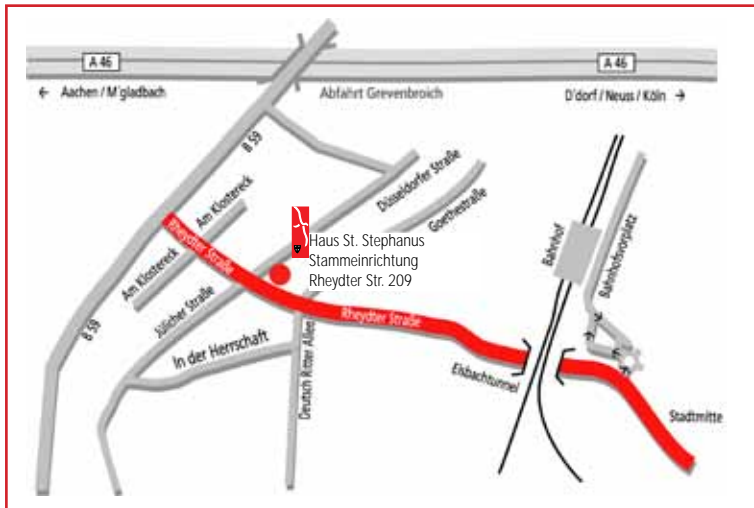 A 46
A 46
← Aachen / M'gladbach
Abfahrt Grevenbroich
D'dorf / Neuss / Köln →
B 59
Am Klostereck
Am Klostereck
Rheydter Straße
Düsseldorfer Straße
Goethestraße
Haus St. Stephanus
Stammeinrichtung
Rheydter Str. 209
Bahnhof
Bahnhofsvorplatz
Jülicher Straße
Rheydter Straße
B 59
In der Herrschaft
Deutsch Ritter Allee
Elsbachtunnel
Stadtmitte